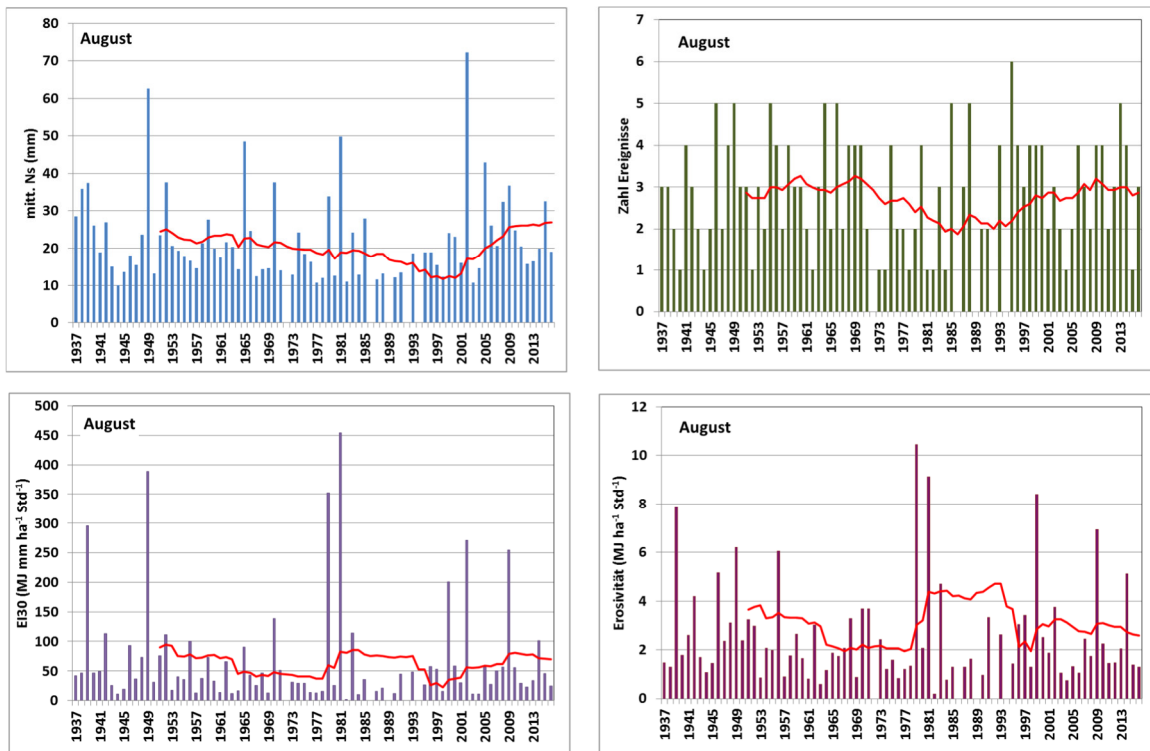 August
mitt. Ns (mm)
80
70
60
50
40
30
20
10
0
1937 1941 1945 1949 1953 1957 1961 1965 1969 1973 1977 1981 1985 1989 1993 1997 2001 2005 2009 2013
August
Zahl Ereignisse
7
6
5
4
3
2
1
0
1937 1941 1945 1949 1953 1957 1961 1965 1969 1973 1977 1981 1985 1989 1993 1997 2001 2005 2009 2013
August
EI30 (MJ mm ha⁻¹ Std⁻¹)
500
450
400
350
300
250
200
150
100
50
0
1937 1941 1945 1949 1953 1957 1961 1965 1969 1973 1977 1981 1985 1989 1993 1997 2001 2005 2009 2013
August
Erosivität (MJ ha⁻¹ Std⁻¹)
12
10
8
6
4
2
0
1937 1941 1945 1949 1953 1957 1961 1965 1969 1973 1977 1981 1985 1989 1993 1997 2001 2005 2009 2013